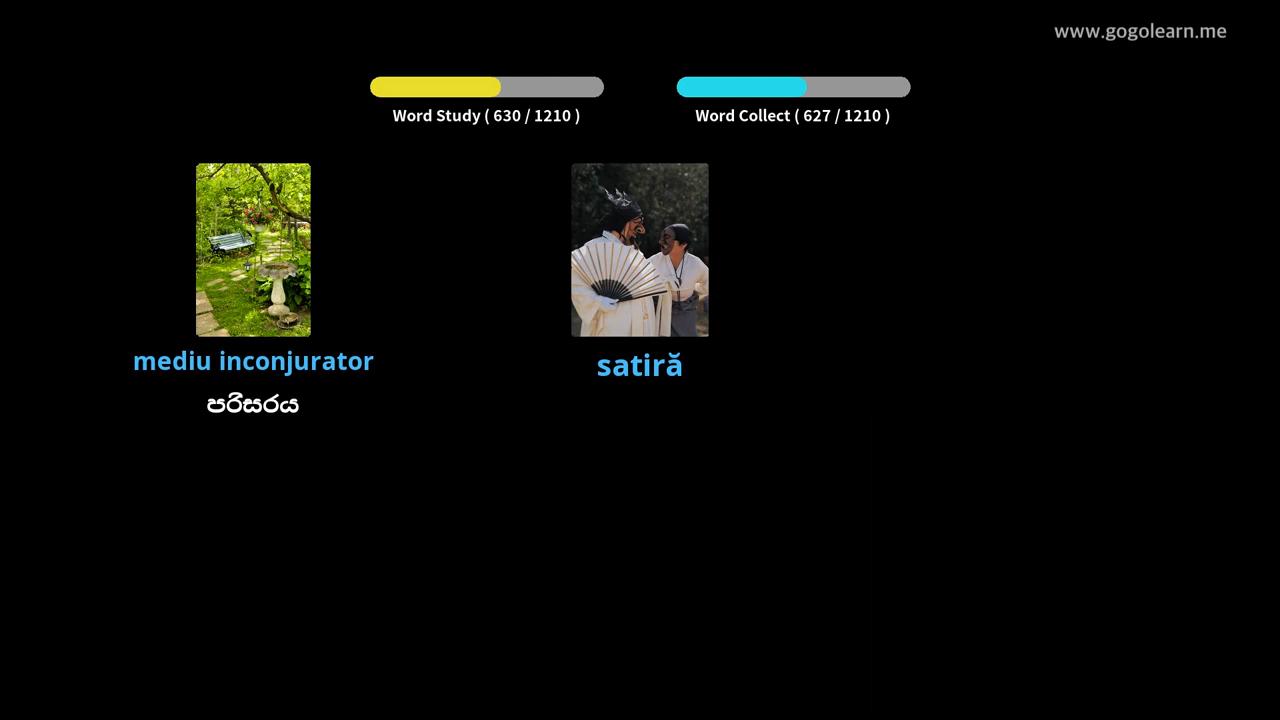 www.gogolearn.me
Word Study ( 630 / 1210 )
Word Collect ( 627 / 1210 )
mediu inconjurator
පරිසරය
satiră